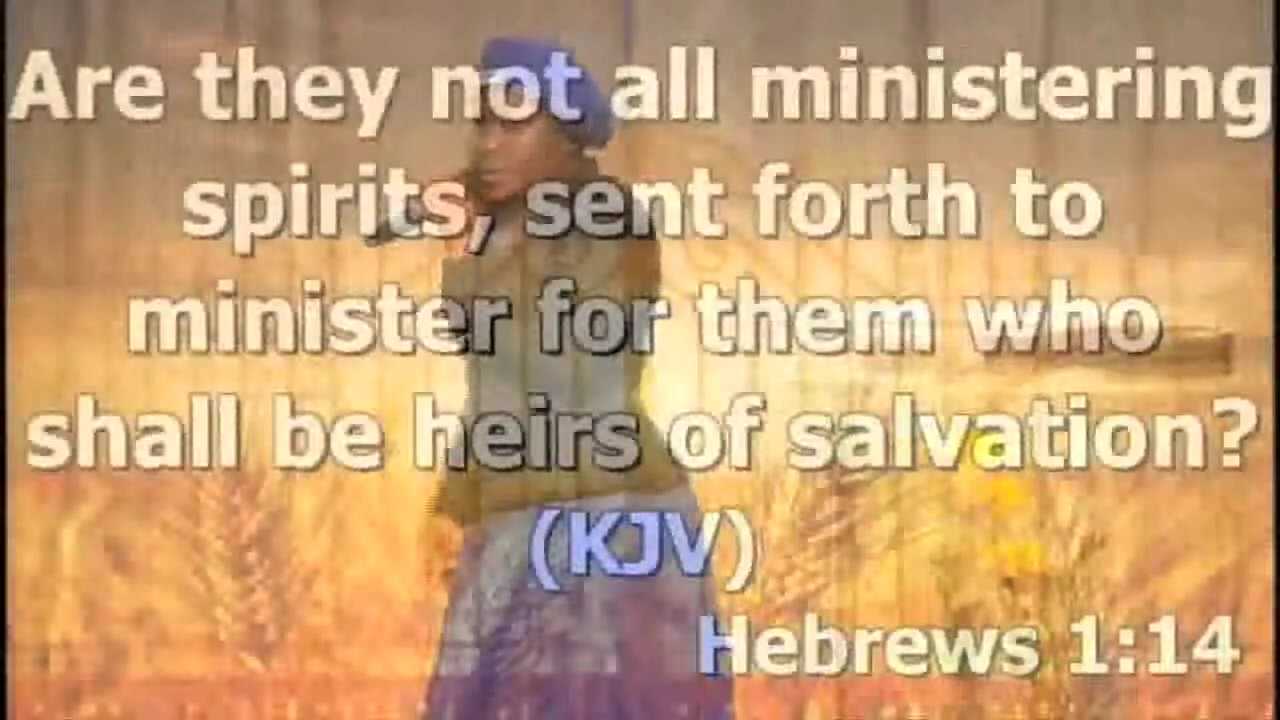 Are they not all ministering
spirits, sent forth to
minister for them who
shall be heirs of salvation?
(KJV)
Hebrews 1:14